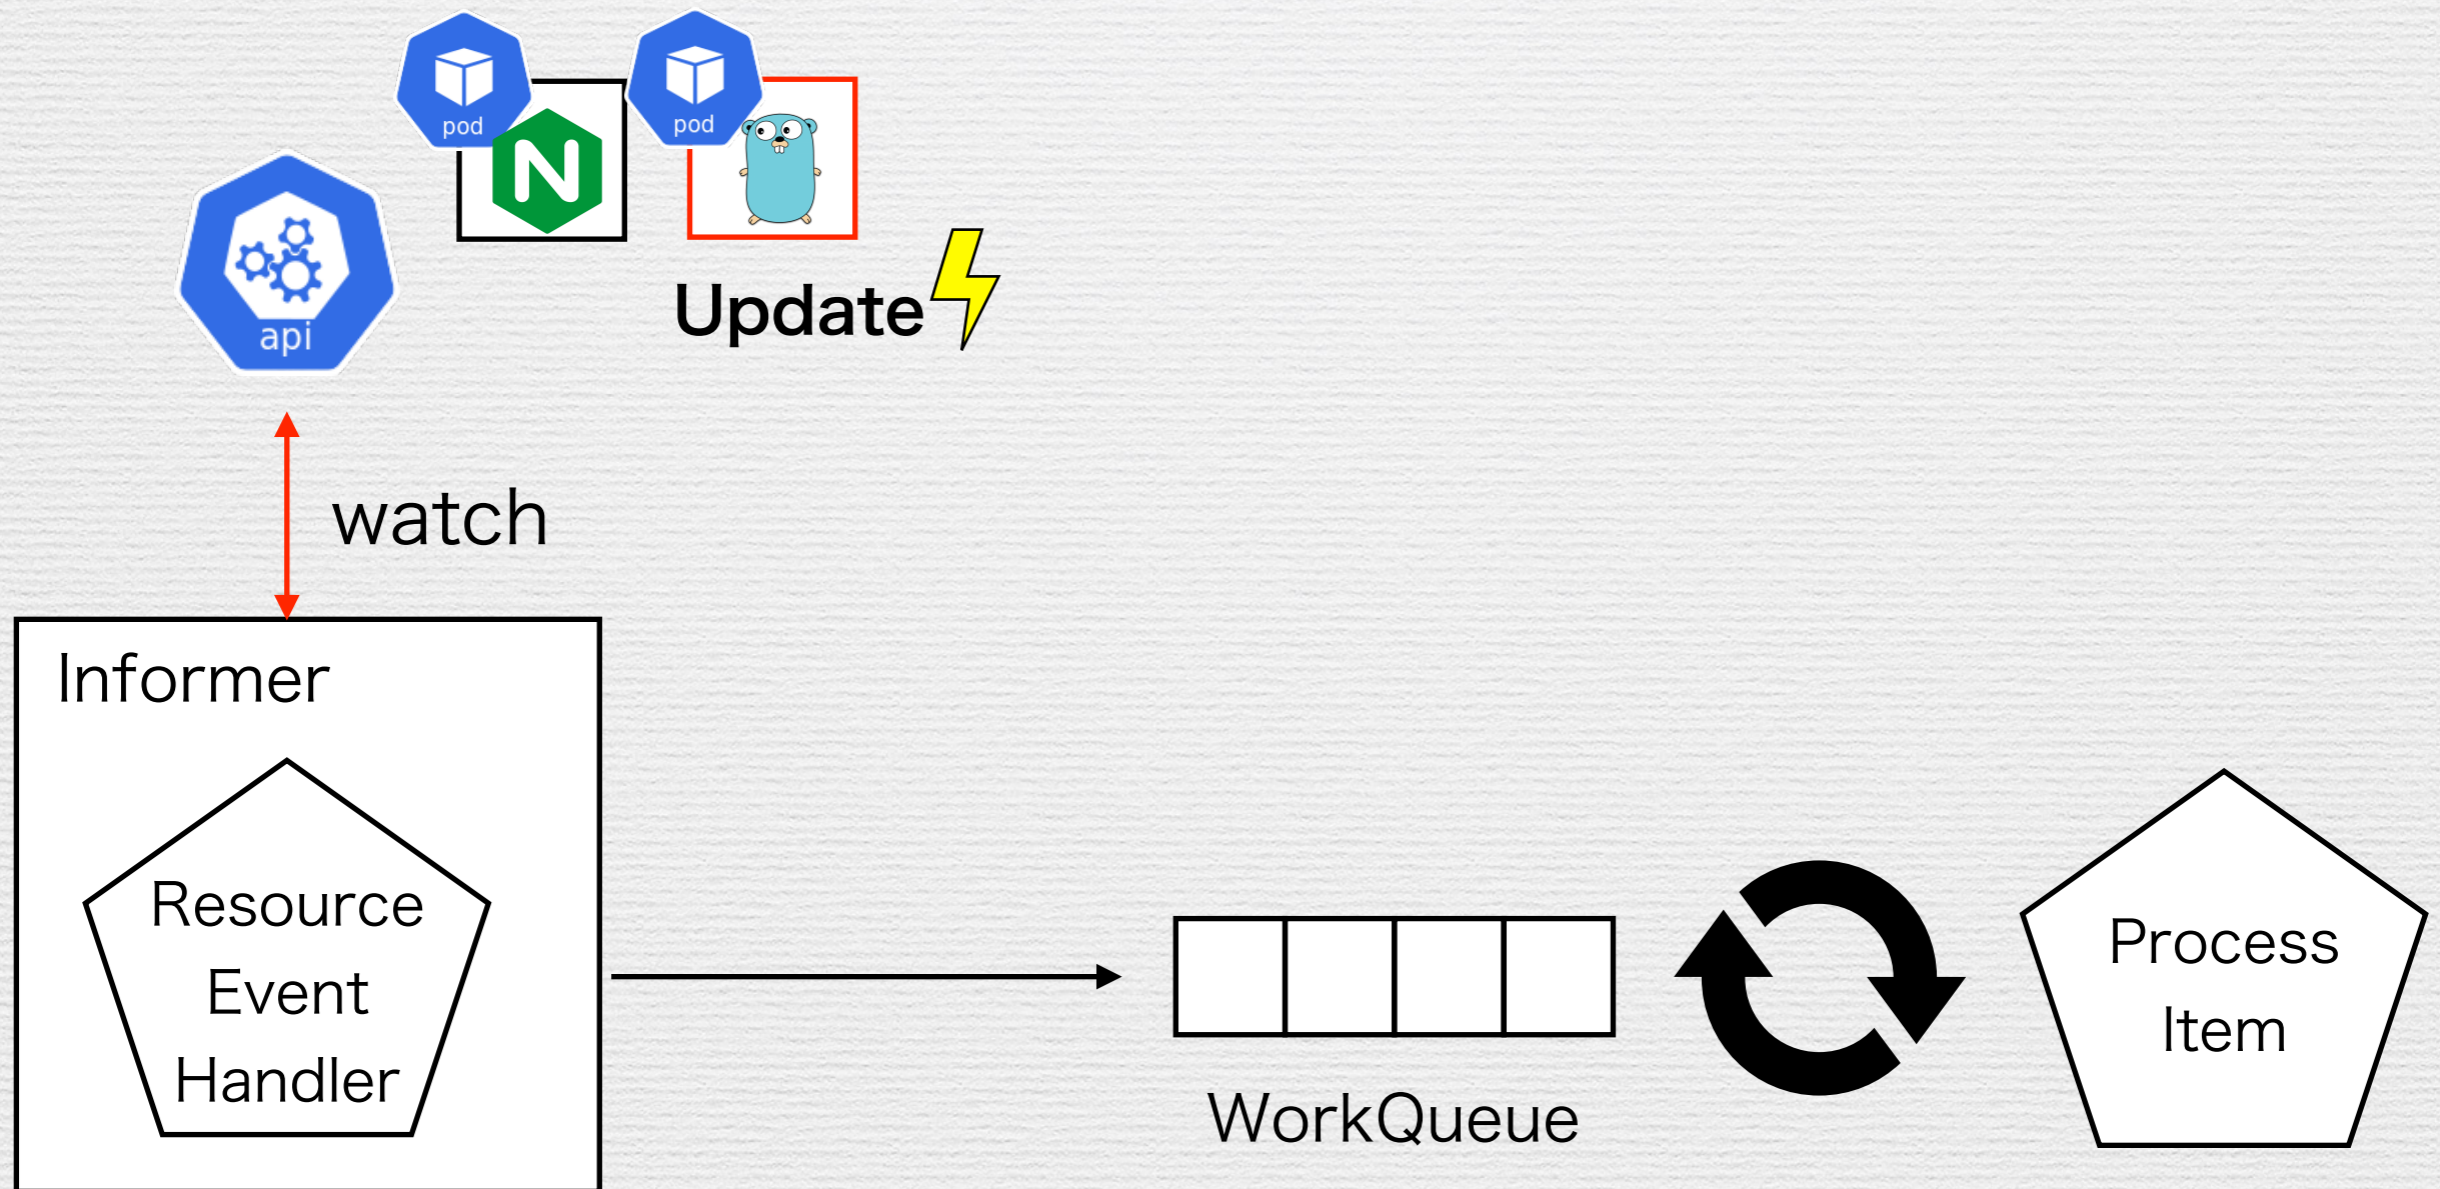 pod
pod
N
api
Update
watch
Informer
Resource
Event
Handler
WorkQueue
Process
Item